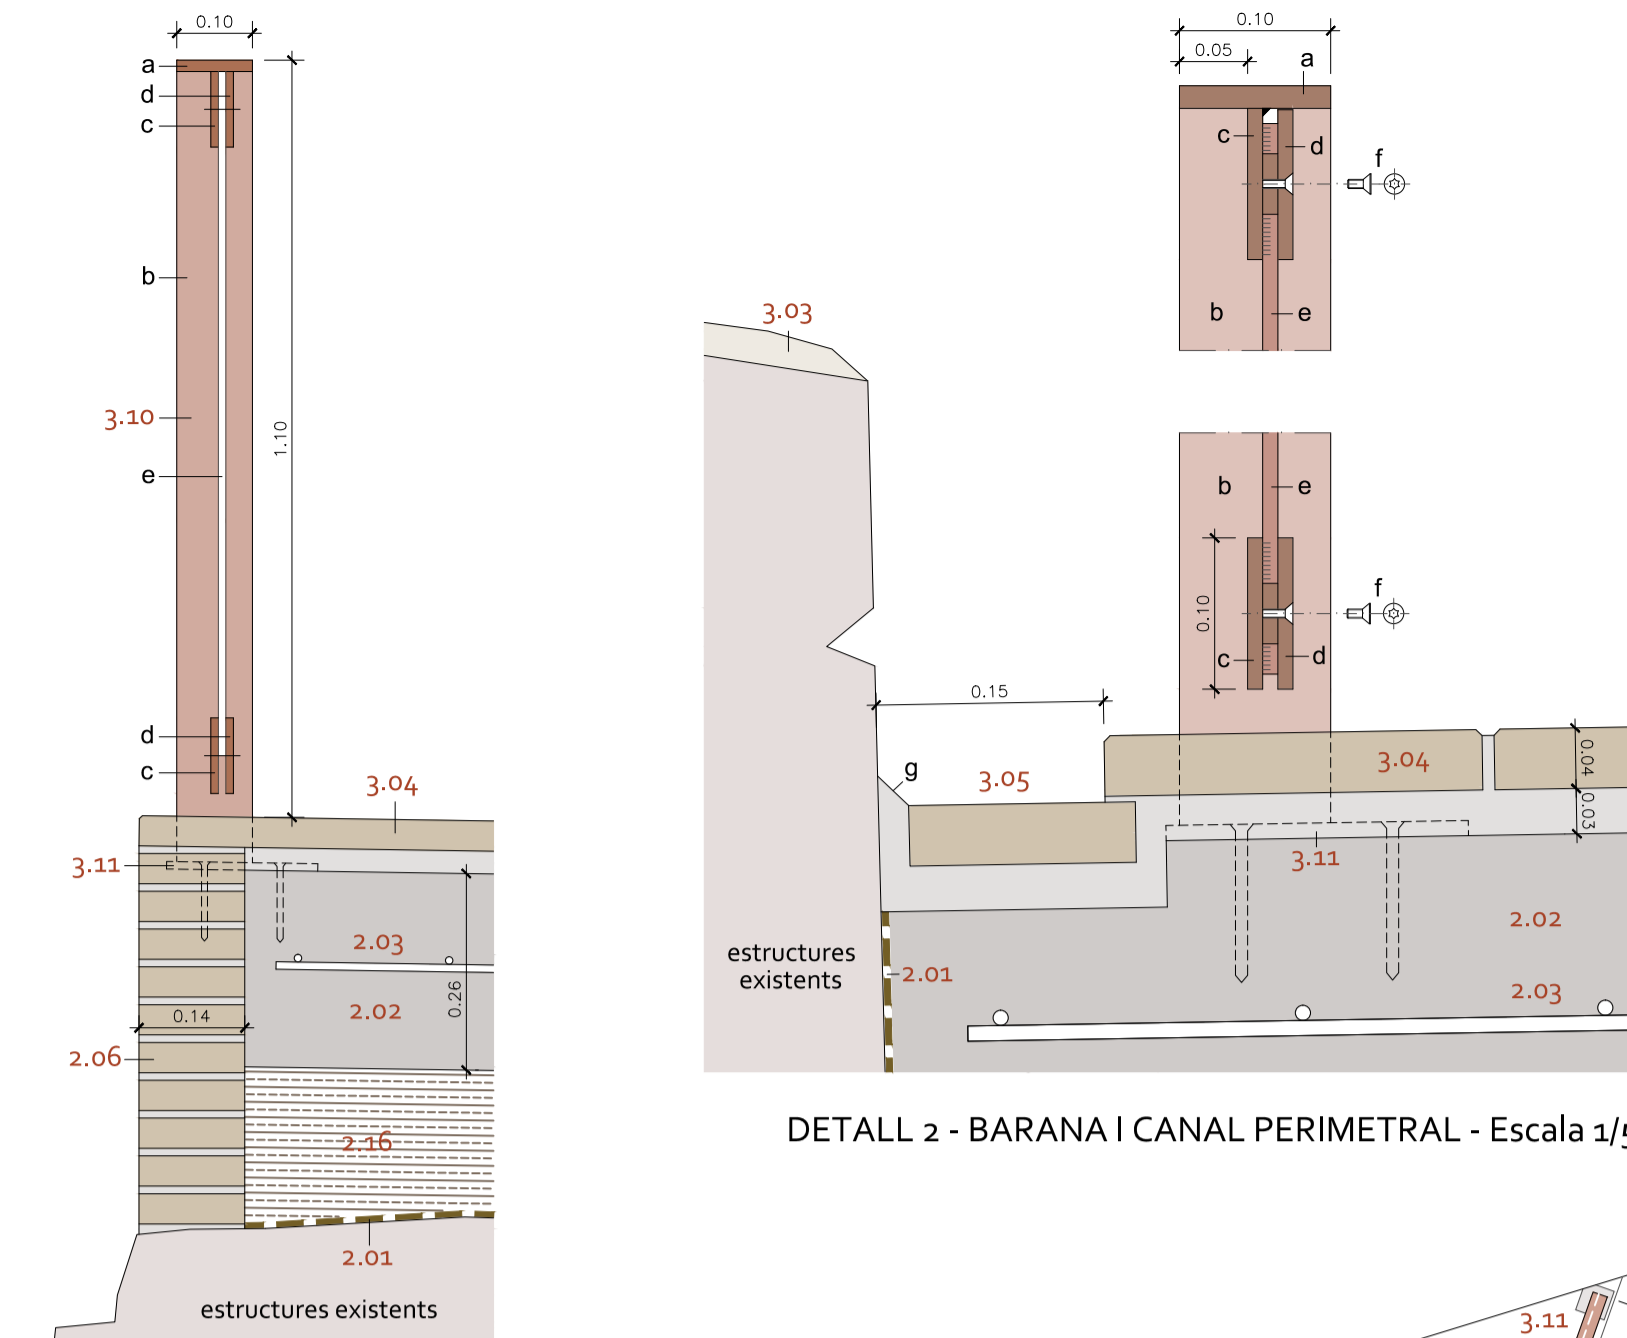 0.10
a
d
c
b
3.10
1.10
e
d
c
3.04
3.11
2.03
0.26
2.02
0.14
2.06
2.16
2.01
estructures existents
0.10
0.05
a
c
d
f
b
e
3.03
b
e
0.10
f
c
d
0.15
g
3.05
3.04
0.04
0.03
3.11
2.02
estructures
existents
2.01
2.03
DETALL 2 - BARANA I CANAL PERIMETRAL - Escala 1/5
3.11